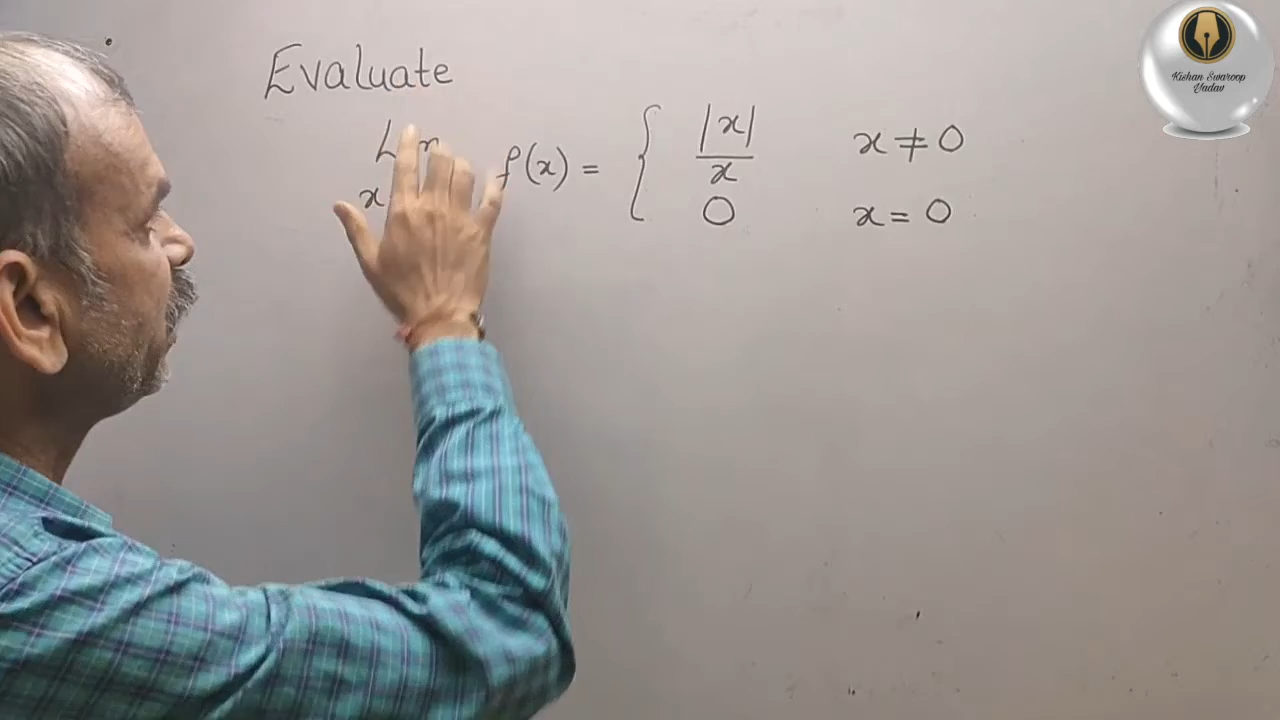 Evaluate
f(x) = { |x| / x x ≠ 0
x
0 x = 0
Kishan Swaroop
Yadav